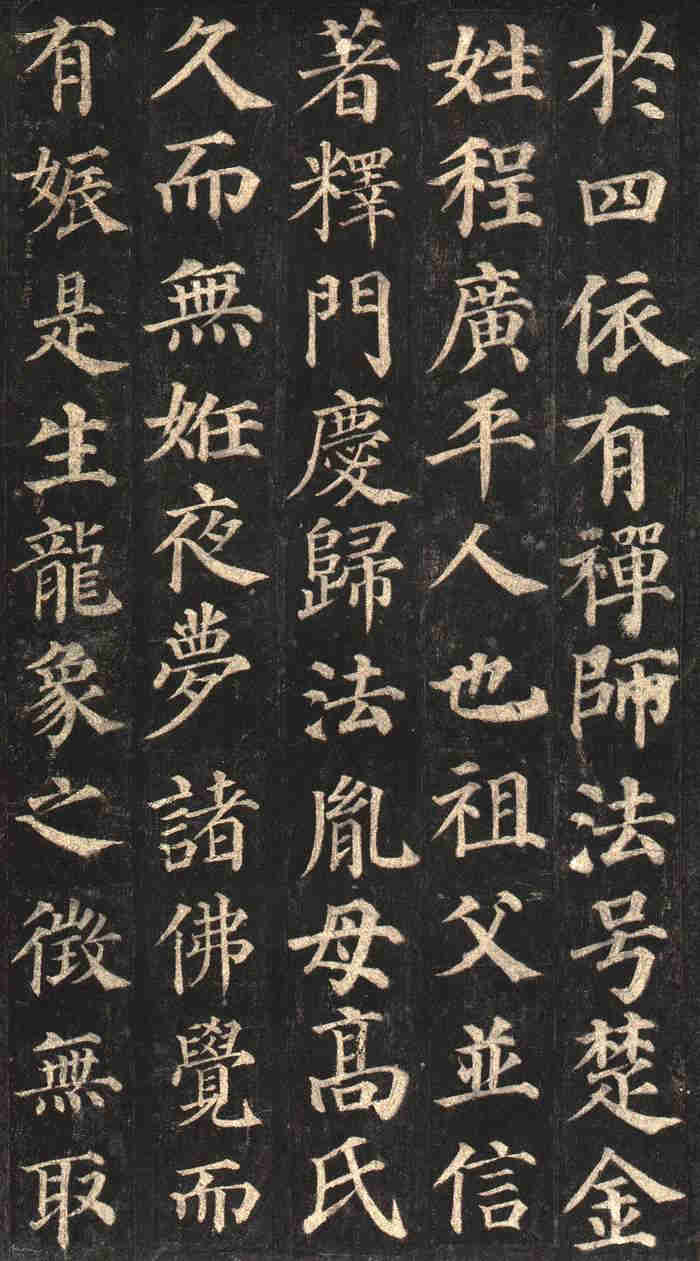 於四依有禪師法号楚金
姓程廣平人也祖父並信
著釋門慶歸法胤母高氏
久而無姙夜夢諸佛覺而
有娠是生龍象之徵無取